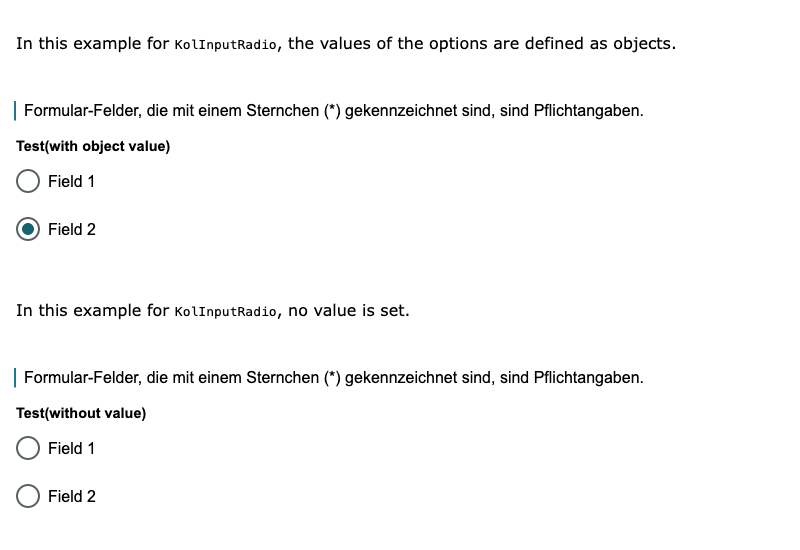 In this example for KolInputRadio, the values of the options are defined as objects.
Formular-Felder, die mit einem Sternchen (*) gekennzeichnet sind, sind Pflichtangaben.
Test(with object value)
Field 1
Field 2
In this example for KolInputRadio, no value is set.
Formular-Felder, die mit einem Sternchen (*) gekennzeichnet sind, sind Pflichtangaben.
Test(without value)
Field 1
Field 2